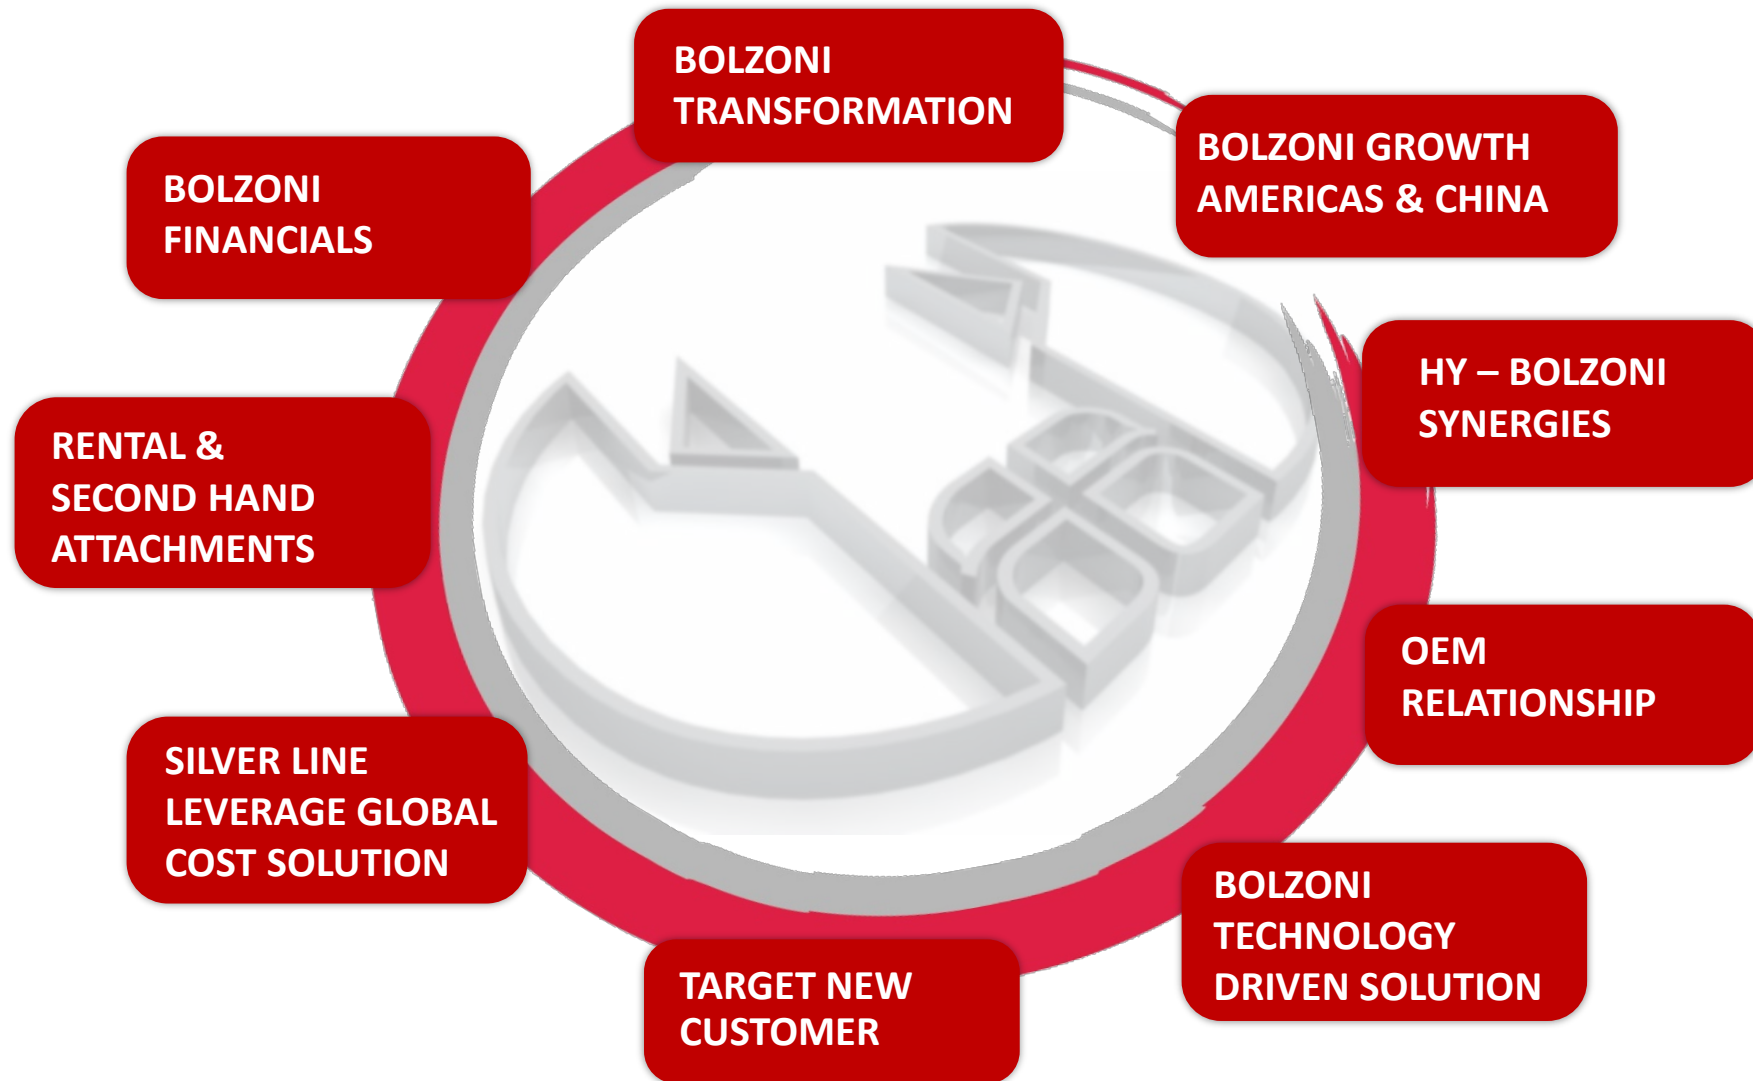 BOLZONI
TRANSFORMATION
BOLZONI GROWTH
AMERICAS & CHINA
HY – BOLZONI
SYNERGIES
OEM
RELATIONSHIP
BOLZONI
TECHNOLOGY
DRIVEN SOLUTION
TARGET NEW
CUSTOMER
SILVER LINE
LEVERAGE GLOBAL
COST SOLUTION
RENTAL &
SECOND HAND
ATTACHMENTS
BOLZONI
FINANCIALS